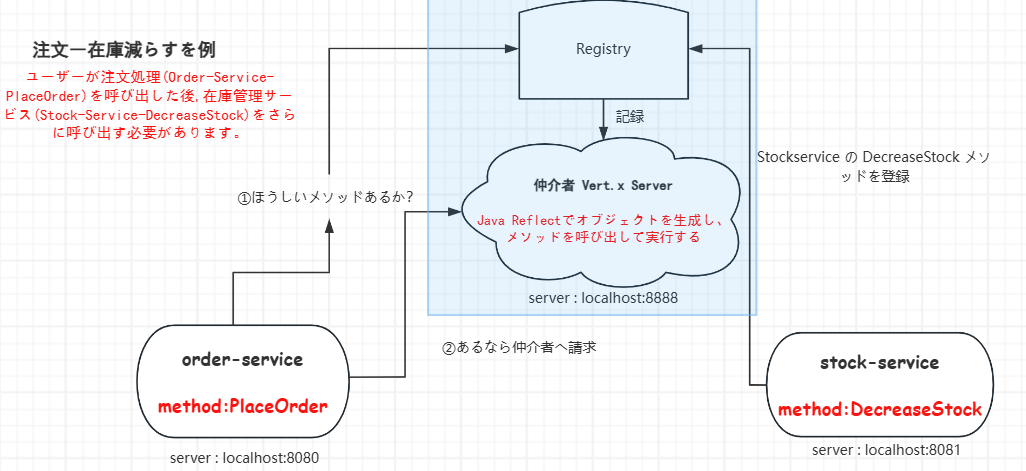 注文ー在庫減らすを例
ユーザーが注文処理(Order-Service-
PlaceOrder)を呼び出した後,在庫管理サー
ビス(Stock-Service-DecreaseStock)をさら
に呼び出す必要があります。
Registry
記録
Stockservice の DecreaseStock メソ
ッドを登録
①ほうしいメソッドあるか?
仲介者 Vert.x Server
Java Reflectでオブジェクトを生成し、
メソッドを呼び出して実行する
server : localhost:8888
②あるなら仲介者へ請求
order-service
method:PlaceOrder
server : localhost:8080
stock-service
method:DecreaseStock
server : localhost:8081